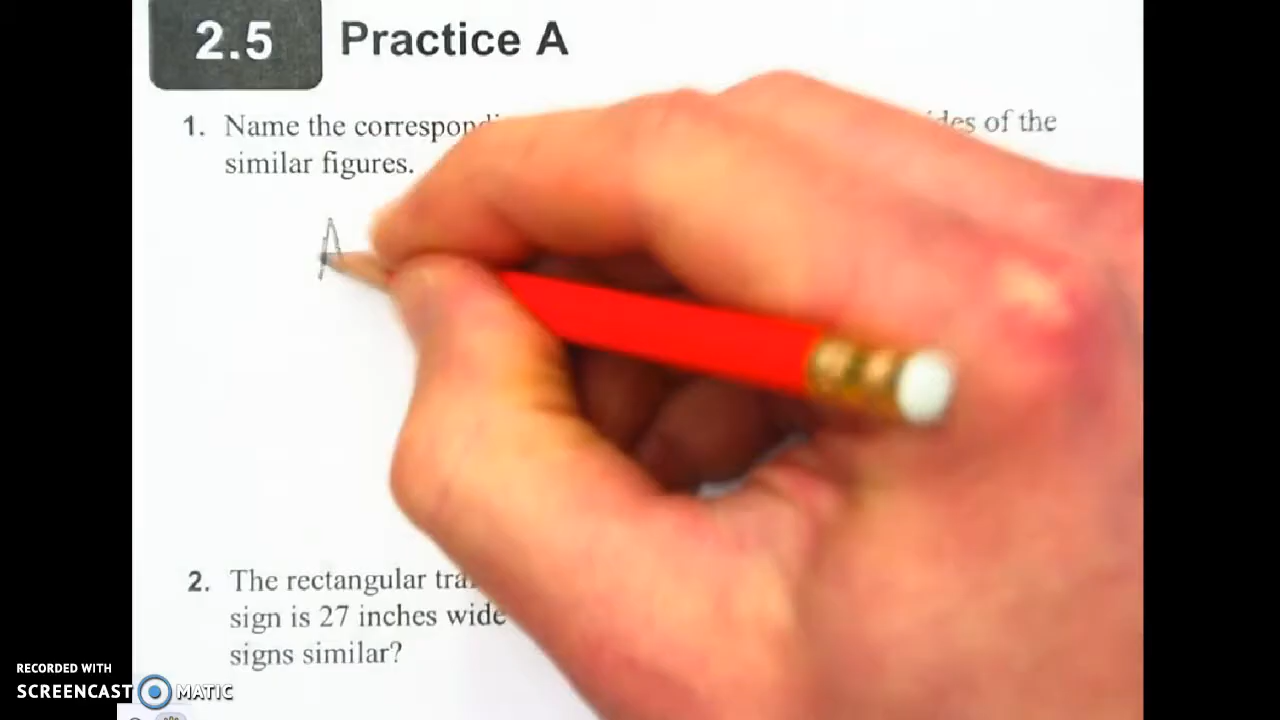 2.5 Practice A
1. Name the correspon des of the
similar figures.
A
2. The rectangular tra
sign is 27 inches wide
signs similar?
RECORDED WITH
SCREENCAST MATIC